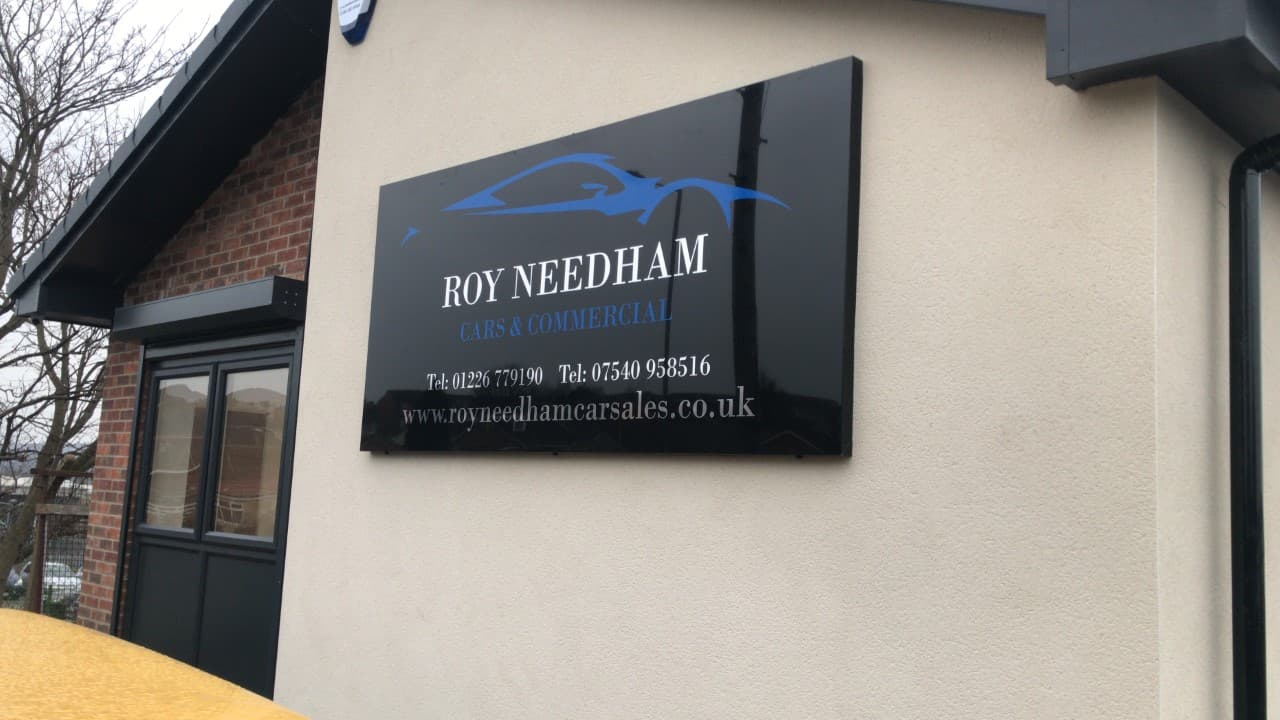 ROY NEEDHAM
CARS & COMMERCIAL
Tel: 01226 779190 Tel: 07540 958516
www.royneedhamcarsales.co.uk